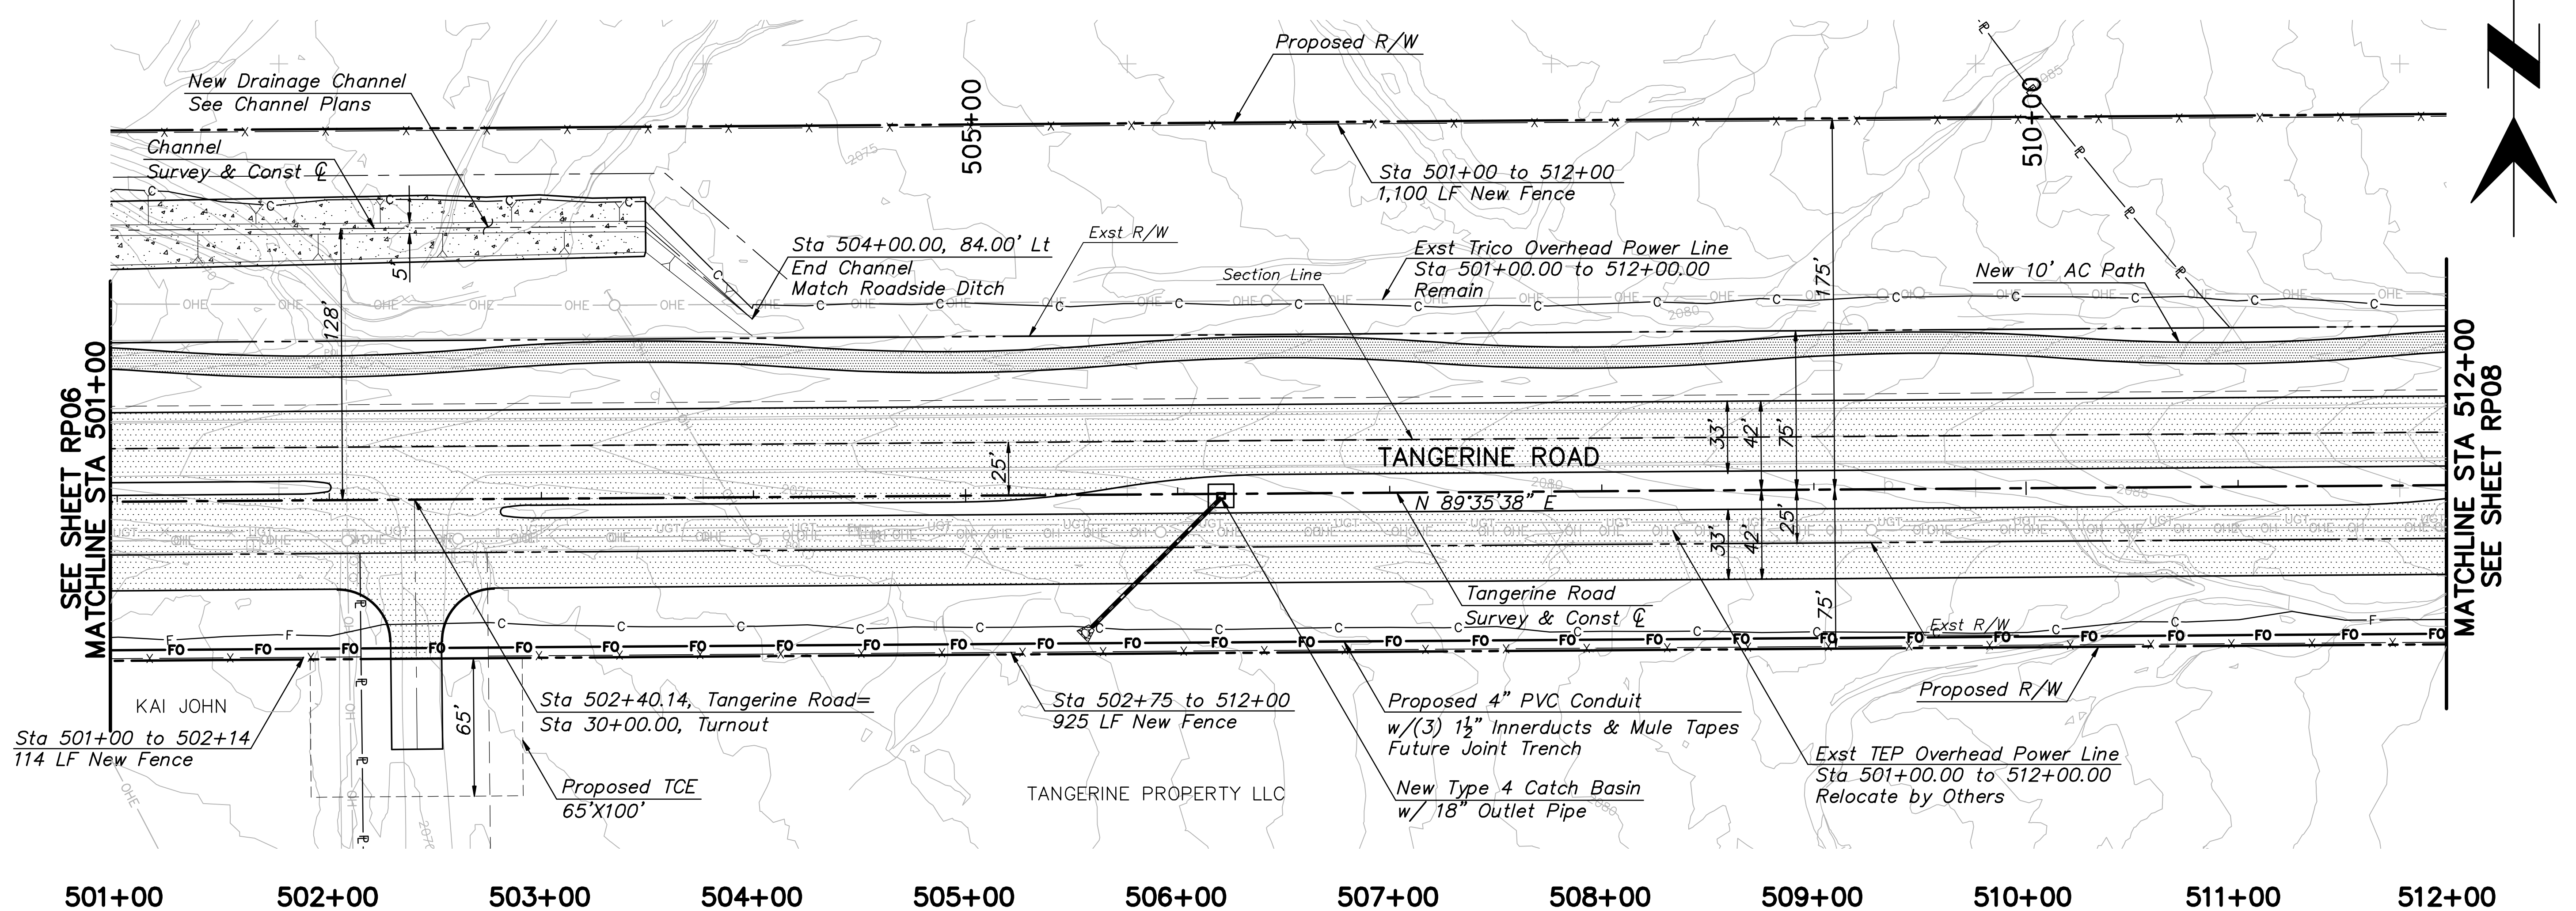 Proposed R/W
New Drainage Channel
See Channel Plans
N
505+00
510+00
2085
Channel
Survey & Const ℄
2075
Sta 501+00 to 512+00
1,100 LF New Fence
Sta 504+00.00, 84.00' Lt
End Channel
Match Roadside Ditch
Exst R/W
Section Line
Exst Trico Overhead Power Line
Sta 501+00.00 to 512+00.00
Remain
New 10' AC Path
5'
128'
175'
2080
SEE SHEET RP06
MATCHLINE STA 501+00
MATCHLINE STA 512+00
SEE SHEET RP08
25'
TANGERINE ROAD
33'
42'
75'
N 89°35'38" E
2080
2085
33'
42'
25'
75'
Tangerine Road
Survey & Const ℄
Exst R/W
KAI JOHN
Sta 501+00 to 502+14
114 LF New Fence
65'
Sta 502+40.14, Tangerine Road=
Sta 30+00.00, Turnout
Sta 502+75 to 512+00
925 LF New Fence
Proposed 4" PVC Conduit
w/(3) 1½" Innerducts & Mule Tapes
Future Joint Trench
Proposed R/W
Proposed TCE
65'X100'
TANGERINE PROPERTY LLC
New Type 4 Catch Basin
w/ 18" Outlet Pipe
Exst TEP Overhead Power Line
Sta 501+00.00 to 512+00.00
Relocate by Others
2080
501+00 502+00 503+00 504+00 505+00 506+00 507+00 508+00 509+00 510+00 511+00 512+00